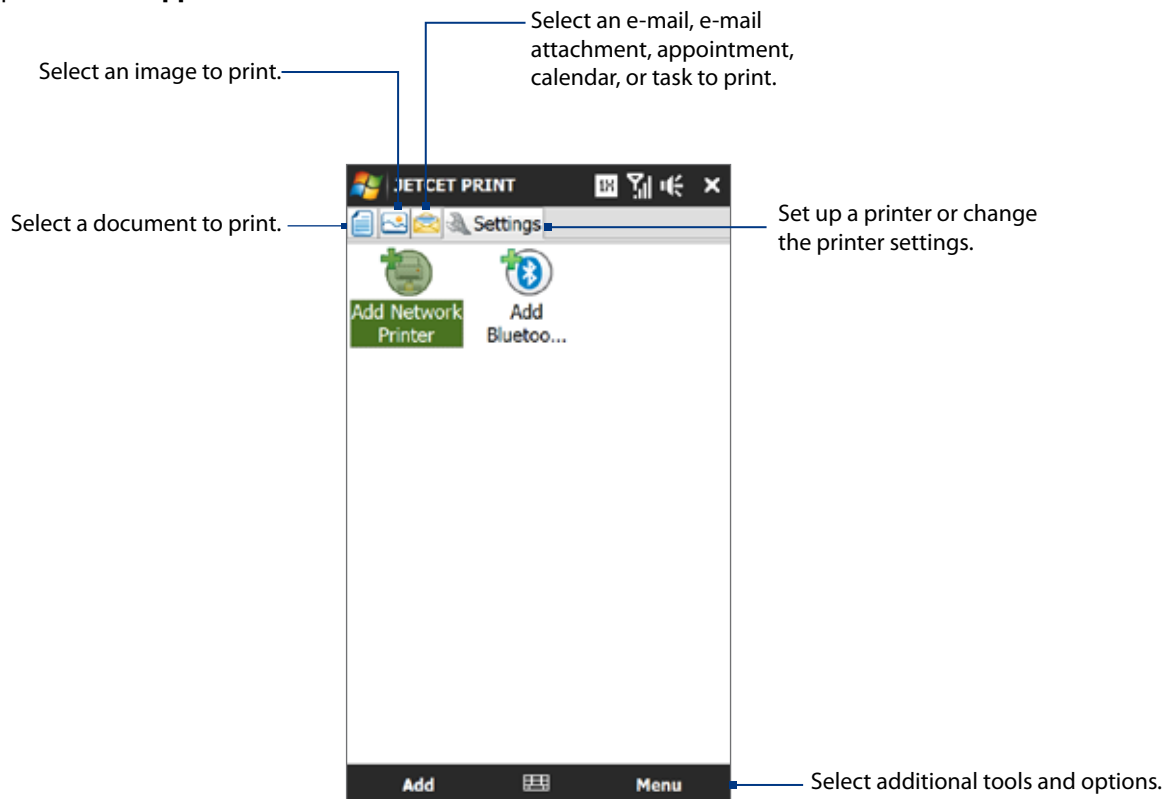 Select an e-mail, e-mail
attachment, appointment,
calendar, or task to print.
Select an image to print.
JETCET PRINT
1X
Select a document to print.
Settings
Set up a printer or change
the printer settings.
Add Network
Printer
Add
Bluetoo...
Add
Menu
Select additional tools and options.